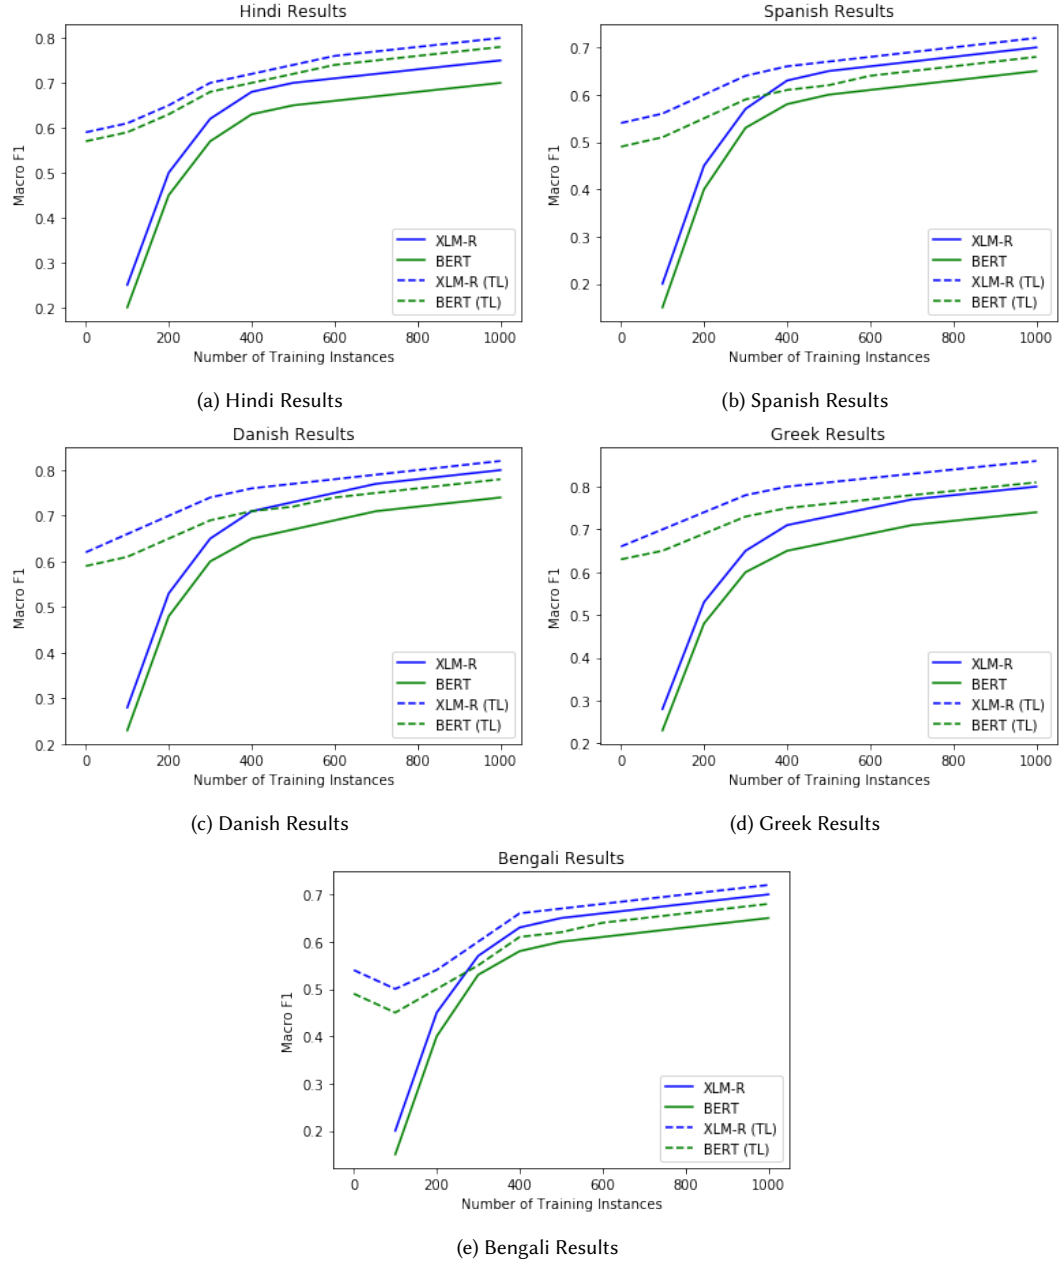 Hindi Results
0.8
0.7
0.6
0.5
0.4
0.3
0.2
Macro F1
XLM-R
BERT
XLM-R (TL)
BERT (TL)
0 200 400 600 800 1000
Number of Training Instances
(a) Hindi Results
Spanish Results
0.7
0.6
0.5
0.4
0.3
0.2
Macro F1
XLM-R
BERT
XLM-R (TL)
BERT (TL)
0 200 400 600 800 1000
Number of Training Instances
(b) Spanish Results
Danish Results
0.8
0.7
0.6
0.5
0.4
0.3
0.2
Macro F1
XLM-R
BERT
XLM-R (TL)
BERT (TL)
0 200 400 600 800 1000
Number of Training Instances
(c) Danish Results
Greek Results
0.8
0.7
0.6
0.5
0.4
0.3
0.2
Macro F1
XLM-R
BERT
XLM-R (TL)
BERT (TL)
0 200 400 600 800 1000
Number of Training Instances
(d) Greek Results
Bengali Results
0.7
0.6
0.5
0.4
0.3
0.2
Macro F1
XLM-R
BERT
XLM-R (TL)
BERT (TL)
0 200 400 600 800 1000
Number of Training Instances
(e) Bengali Results